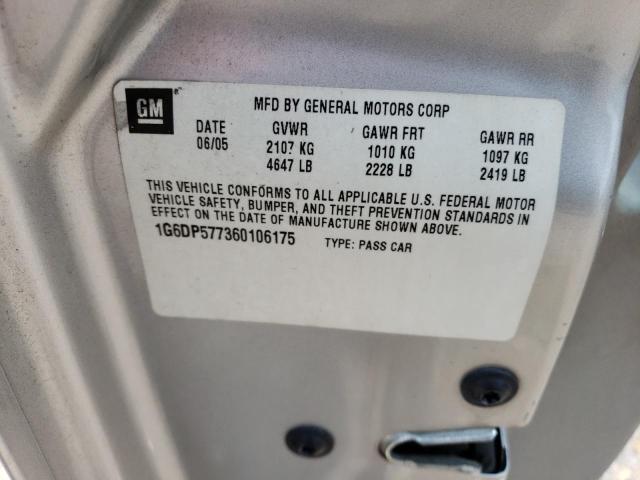 GM
MFD BY GENERAL MOTORS CORP
DATE GVWR GAWR FRT GAWR RR
06/05 2107 KG 1010 KG 1097 KG
4647 LB 2228 LB 2419 LB
THIS VEHICLE CONFORMS TO ALL APPLICABLE U.S. FEDERAL MOTOR
VEHICLE SAFETY, BUMPER, AND THEFT PREVENTION STANDARDS IN
EFFECT ON THE DATE OF MANUFACTURE SHOWN ABOVE.
1G6DP577360106175 TYPE: PASS CAR